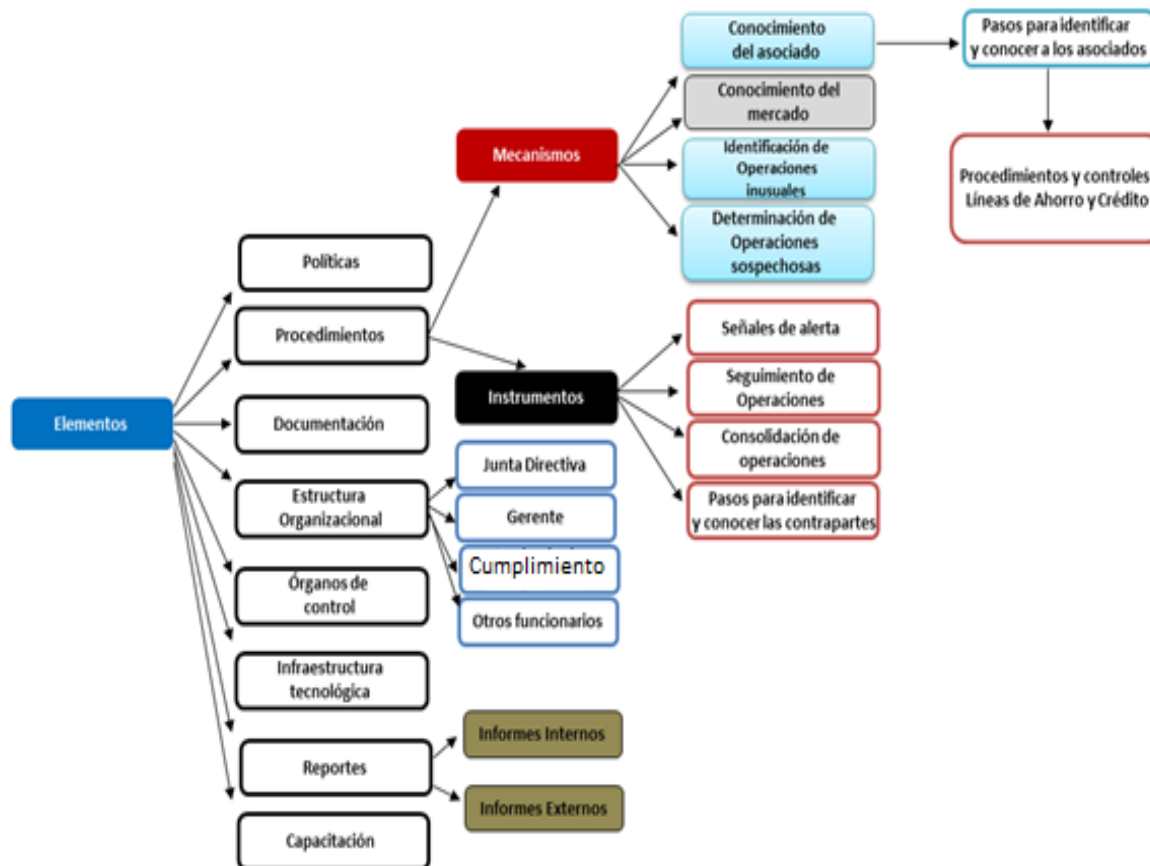 Conocimiento
del asociado
Pasos para identificar
y conocer a los asociados
Conocimiento del
mercado
Mecanismos
Identificación de
Operaciones
inusuales
Procedimientos y controles
Líneas de Ahorro y Crédito
Determinación de
Operaciones
sospechosas
Políticas
Procedimientos
Señales de alerta
Instrumentos
Seguimiento de
Operaciones
Elementos
Documentación
Consolidación de
operaciones
Junta Directiva
Estructura
Organizacional
Gerente
Pasos para identificar
y conocer las contrapartes
Cumplimiento
Órganos de
control
Otros funcionarios
Infraestructura
tecnológica
Informes Internos
Reportes
Informes Externos
Capacitación